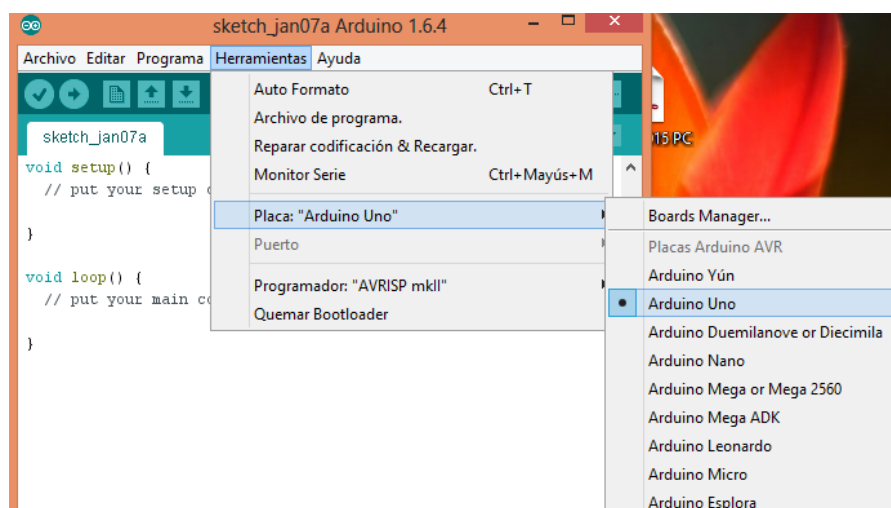 sketch_jan07a Arduino 1.6.4
Archivo Editar Programa Herramientas Ayuda
sketch_jan07a
void setup() {
// put your setup
}
void loop() {
// put your main
}
Auto Formato Ctrl+T
Archivo de programa.
Reparar codificación & Recargar.
Monitor Serie Ctrl+Mayús+M
Placa: "Arduino Uno"
Puerto
Programador: "AVRISP mkII"
Quemar Bootloader
15 PC
Boards Manager...
Placas Arduino AVR
Arduino Yún
Arduino Uno
Arduino Duemilanove or Diecimila
Arduino Nano
Arduino Mega or Mega 2560
Arduino Mega ADK
Arduino Leonardo
Arduino Micro
Arduino Esplora